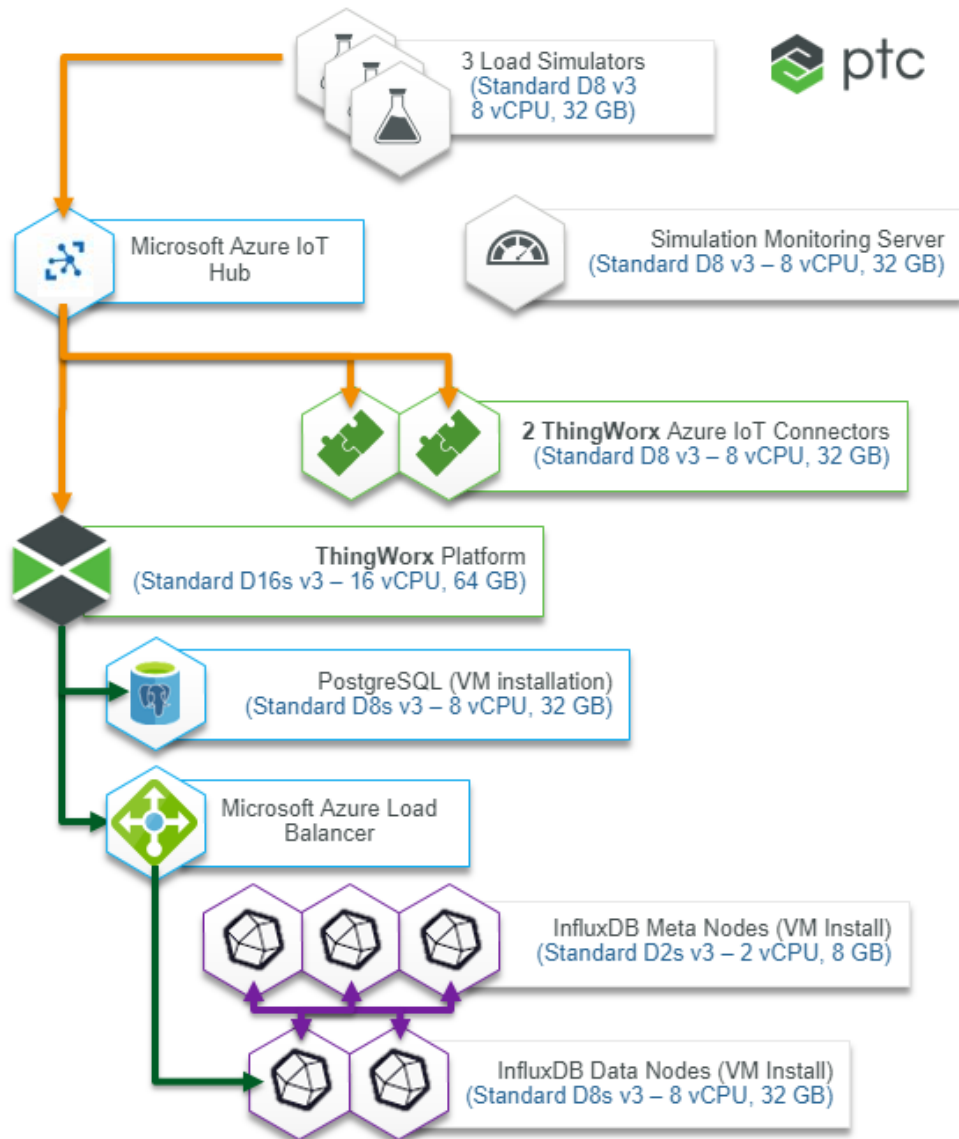 3 Load Simulators
(Standard D8 v3
8 vCPU, 32 GB)
ptc
Microsoft Azure IoT
Hub
Simulation Monitoring Server
(Standard D8 v3 – 8 vCPU, 32 GB)
2 ThingWorx Azure IoT Connectors
(Standard D8 v3 – 8 vCPU, 32 GB)
ThingWorx Platform
(Standard D16s v3 – 16 vCPU, 64 GB)
PostgreSQL (VM installation)
(Standard D8s v3 – 8 vCPU, 32 GB)
Microsoft Azure Load
Balancer
InfluxDB Meta Nodes (VM Install)
(Standard D2s v3 – 2 vCPU, 8 GB)
InfluxDB Data Nodes (VM Install)
(Standard D8s v3 – 8 vCPU, 32 GB)